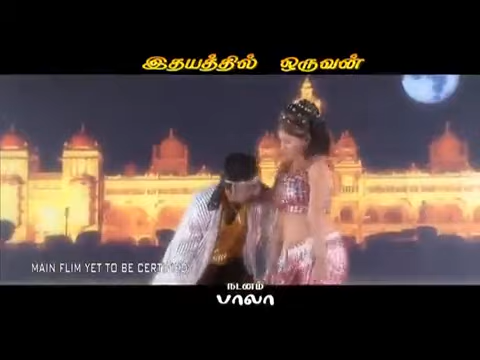 இதயத்தில் ஒருவன்
MAIN FLIM YET TO BE CERTIFIED
நடனம்
பாலா